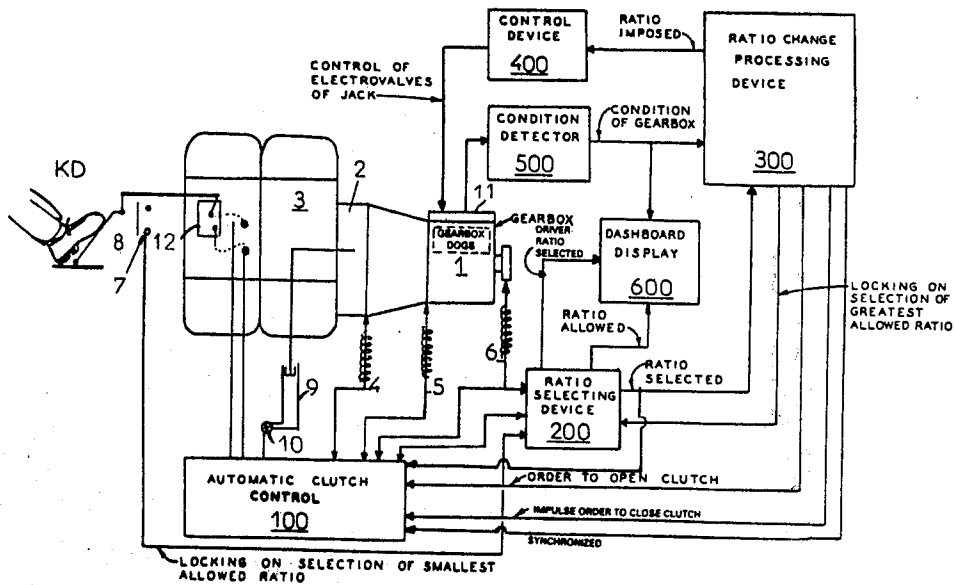 CONTROL
DEVICE
400
RATIO
IMPOSED
RATIO CHANGE
PROCESSING
DEVICE
300
CONTROL OF
ELECTROVALVES
OF JACK
CONDITION
DETECTOR
500
CONDITION
OF GEARBOX
KD
8
7
12
3
2
11
GEARBOX
DOGS
1
GEARBOX
DRIVER
RATIO
SELECTED
DASHBOARD
DISPLAY
600
LOCKING ON
SELECTION OF
GREATEST
ALLOWED RATIO
RATIO
ALLOWED
6
4
5
9
10
RATIO
SELECTING
DEVICE
200
RATIO
SELECTED
AUTOMATIC CLUTCH
CONTROL
100
ORDER TO OPEN CLUTCH
IMPULSE ORDER TO CLOSE CLUTCH
SYNCHRONIZED
LOCKING ON SELECTION OF SMALLEST
ALLOWED RATIO